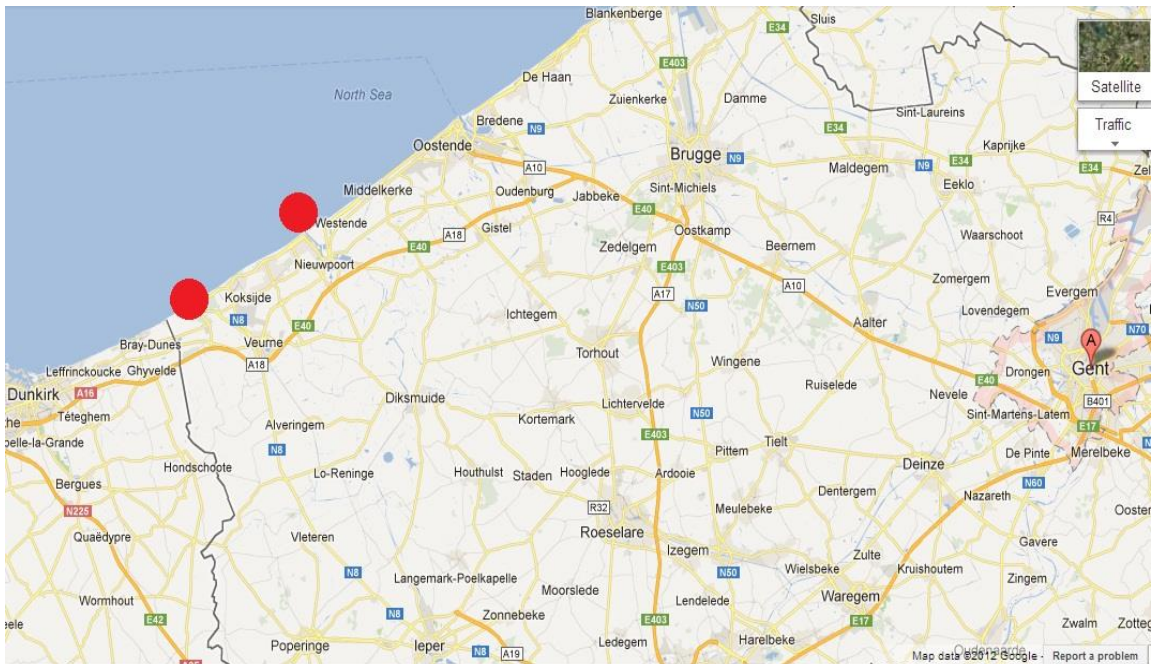 Blankenberge
Sluis
E34
Satellite
Traffic
E403
De Haan
North Sea
Zuienkerke
Damme
Sint-Laureins
Bredene
N9
E34
Kaprijke
Oostende
Brugge
N9
Maldegem
N9
E34
A10
Eeklo
Middelkerke
Oudenburg
Jabbeke
Sint-Michiels
E40
R4
Westende
Gistel
A18
E40
Oostkamp
Waarschoot
Zedelgem
Beernem
Nieuwpoort
E403
Zomergem
A17
A10
Evergem
Koksijde
N50
Ichtegem
Lovendegem
N8
E40
Aalter
N70
Bray-Dunes
Veurne
N9
A
A18
Torhout
Wingene
Gent
Leffrinckoucke
Ghyvelde
Drongen
Ruiselede
E40
Dunkirk
A16
Nevele
B401
Diksmuide
Lichtervelde
Kortemark
N50
Sint-Martens-Latem
Téteghem
Alveringem
E17
E403
Tielt
N8
Pittem
De Pinte
Merelbeke
Hondschoote
Lo-Reninge
Houthulst
Staden
Hooglede
Ardooie
Deinze
Bergues
N60
Dentergem
Nazareth
N225
R32
Meulebeke
Roeselare
Quaëdypre
Vleteren
Gavere
Izegem
Zulte
N8
N50
Wielsbeke
Kruishoutem
Langemark-Poelkapelle
Zingem
Moorslede
Waregem
Wormhout
Lendelede
N8
Zonnebeke
E42
E403
E17
Zwalm
Poperinge
Ieper
A19
Ledegem
Harelbeke
Oudenaarde
Map data ©2012 Google -
Report a problem